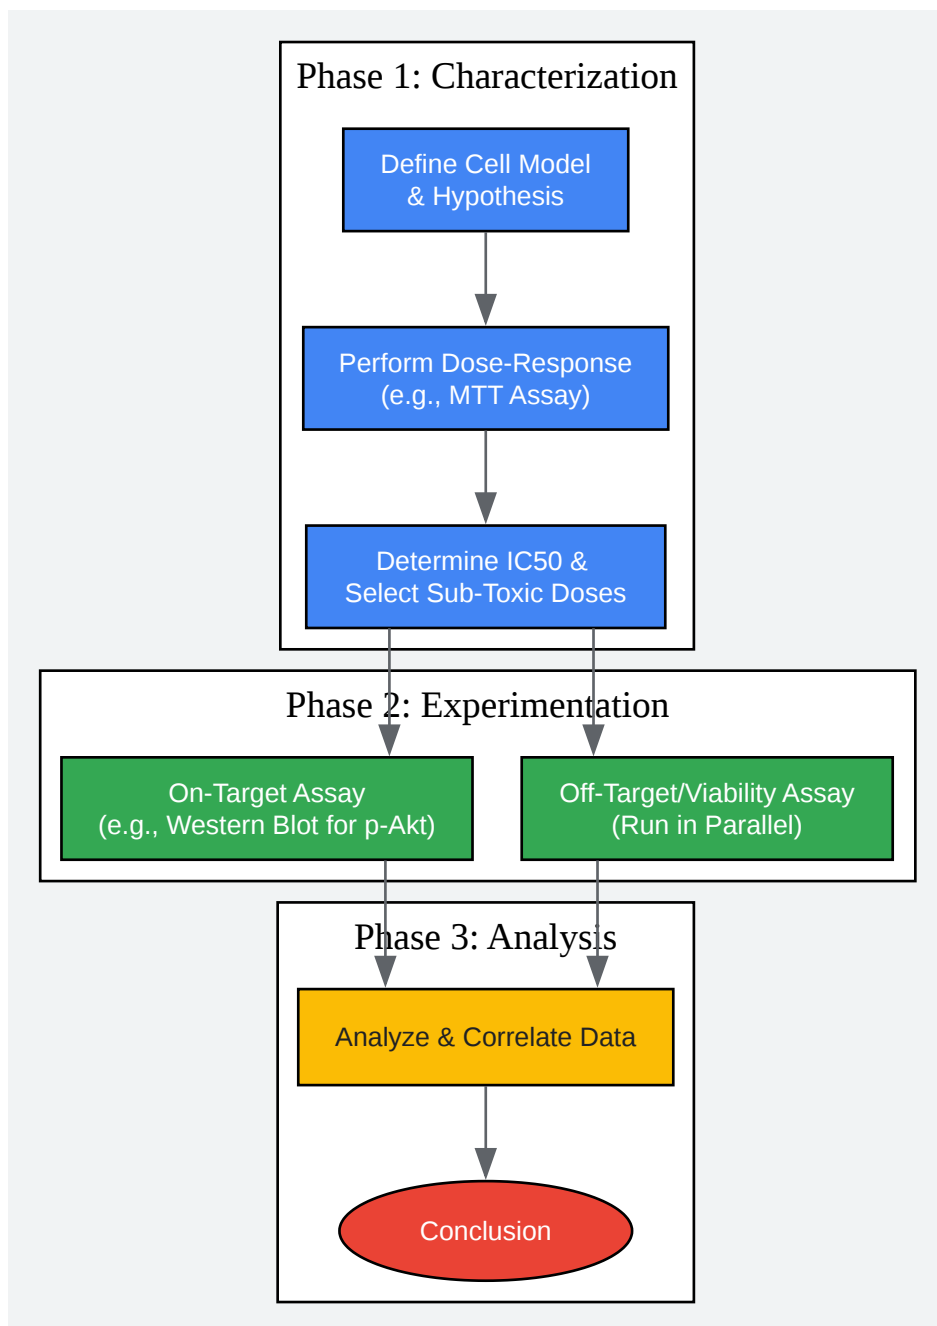 Phase 1: Characterization
Define Cell Model
& Hypothesis
Perform Dose-Response
(e.g., MTT Assay)
Determine IC50 &
Select Sub-Toxic Doses
Phase 2: Experimentation
On-Target Assay
(e.g., Western Blot for p-Akt)
Off-Target/Viability Assay
(Run in Parallel)
Phase 3: Analysis
Analyze & Correlate Data
Conclusion